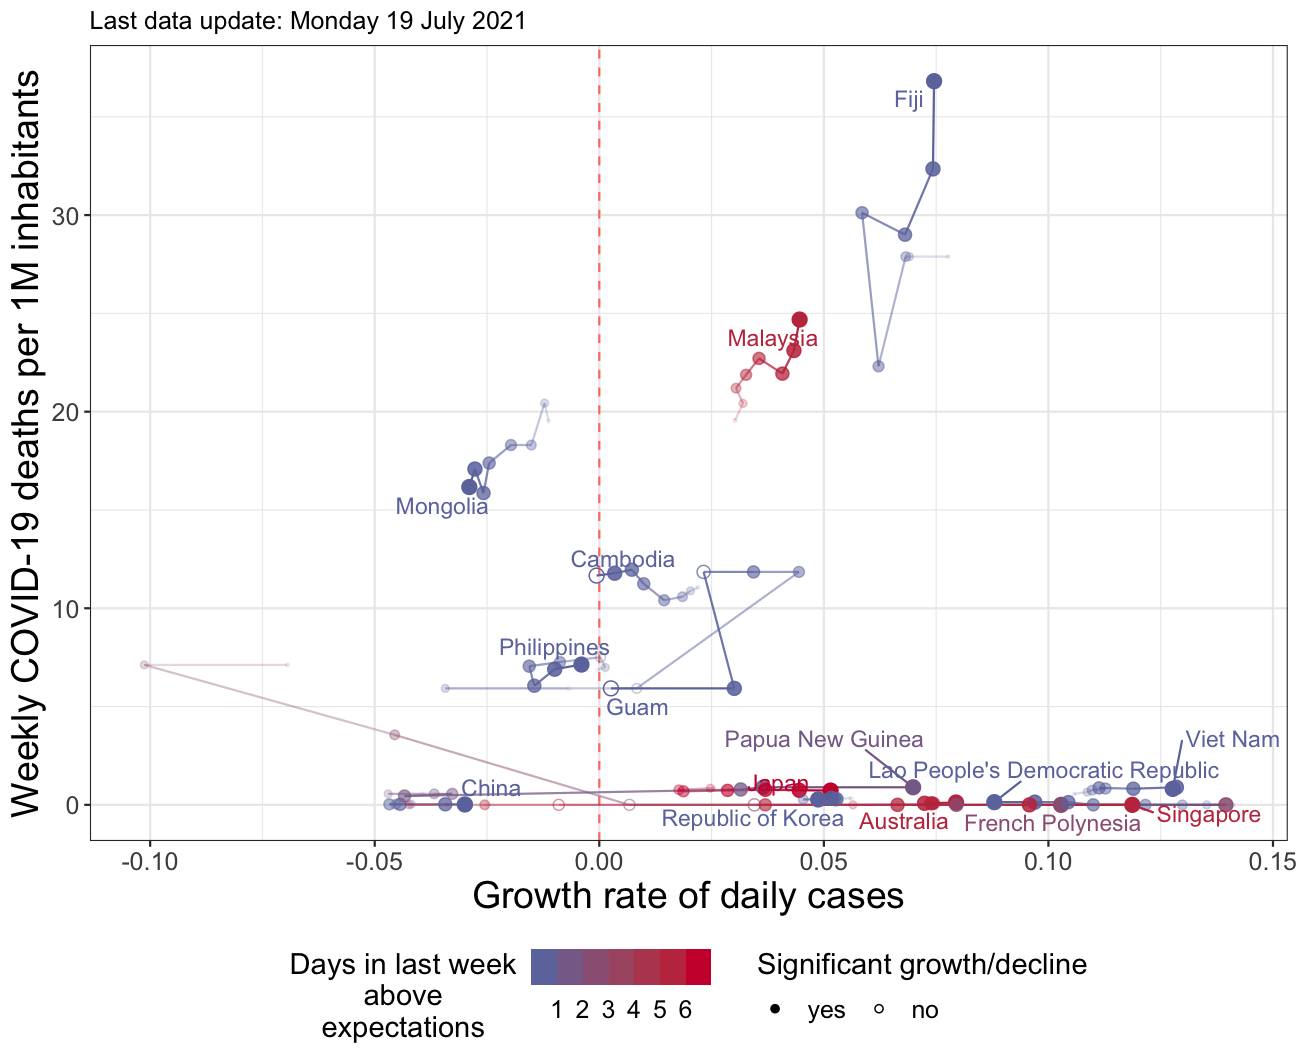 Last data update: Monday 19 July 2021
Weekly COVID-19 deaths per 1M inhabitants
30
20
10
0
Fiji
Malaysia
Mongolia
Cambodia
Philippines
Guam
Papua New Guinea
Viet Nam
Lao People's Democratic Republic
China
Japan
Republic of Korea
Australia
French Polynesia
Singapore
-0.10 -0.05 0.00 0.05 0.10 0.15
Growth rate of daily cases
Days in last week
above
expectations
1 2 3 4 5 6
Significant growth/decline
yes no